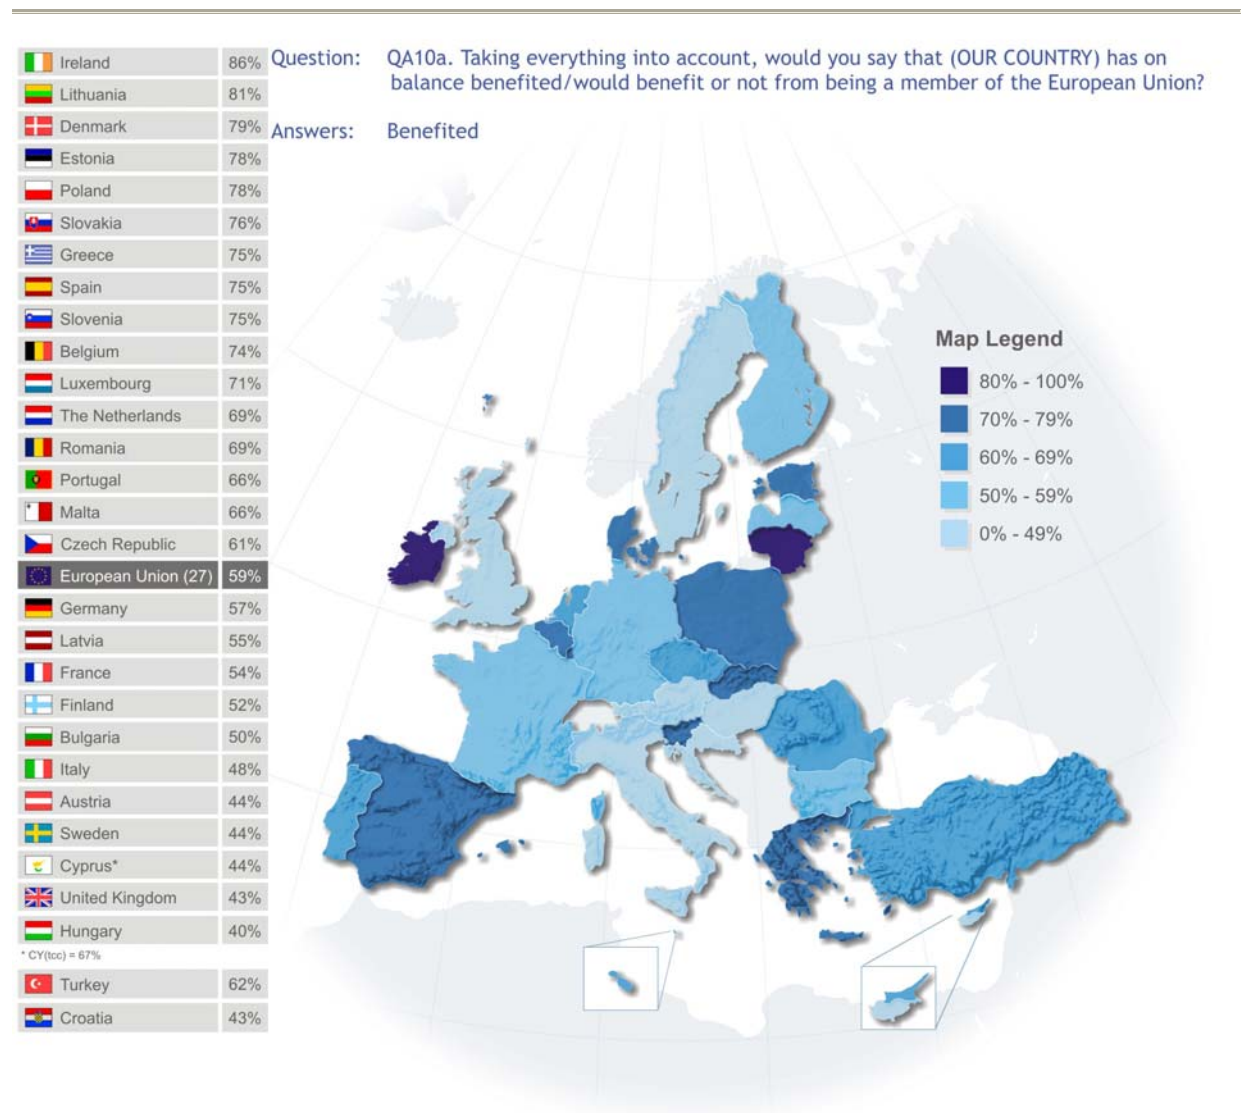 Question: QA10a. Taking everything into account, would you say that (OUR COUNTRY) has on
balance benefited/would benefit or not from being a member of the European Union?
Answers: Benefited
Ireland 86%
Lithuania 81%
Denmark 79%
Estonia 78%
Poland 78%
Slovakia 76%
Greece 75%
Spain 75%
Slovenia 75%
Belgium 74%
Luxembourg 71%
The Netherlands 69%
Romania 69%
Portugal 66%
Malta 66%
Czech Republic 61%
European Union (27) 59%
Germany 57%
Latvia 55%
France 54%
Finland 52%
Bulgaria 50%
Italy 48%
Austria 44%
Sweden 44%
Cyprus* 44%
United Kingdom 43%
Hungary 40%
* CY(tcc) = 67%
Turkey 62%
Croatia 43%
Map Legend
80% - 100%
70% - 79%
60% - 69%
50% - 59%
0% - 49%